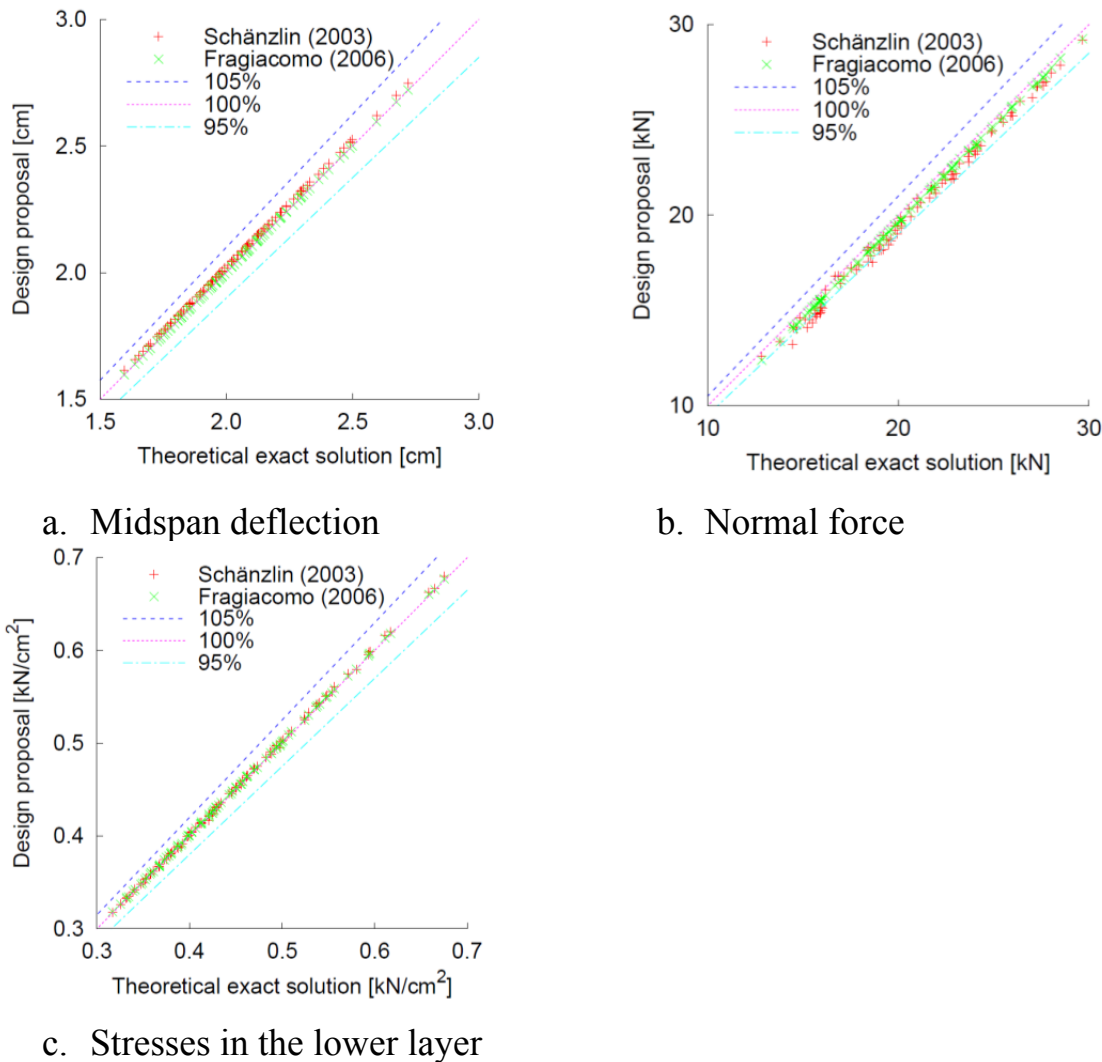 3.0
Schänzlin (2003)
Fragiacomo (2006)
105%
100%
95%
2.5
2.0
1.5
1.5 2.0 2.5 3.0
Design proposal [cm]
Theoretical exact solution [cm]
a. Midspan deflection
30
Schänzlin (2003)
Fragiacomo (2006)
105%
100%
95%
20
10
10 20 30
Design proposal [kN]
Theoretical exact solution [kN]
b. Normal force
0.7
Schänzlin (2003)
Fragiacomo (2006)
105%
100%
95%
0.6
0.5
0.4
0.3
0.3 0.4 0.5 0.6 0.7
Design proposal [kN/cm²]
Theoretical exact solution [kN/cm²]
c. Stresses in the lower layer